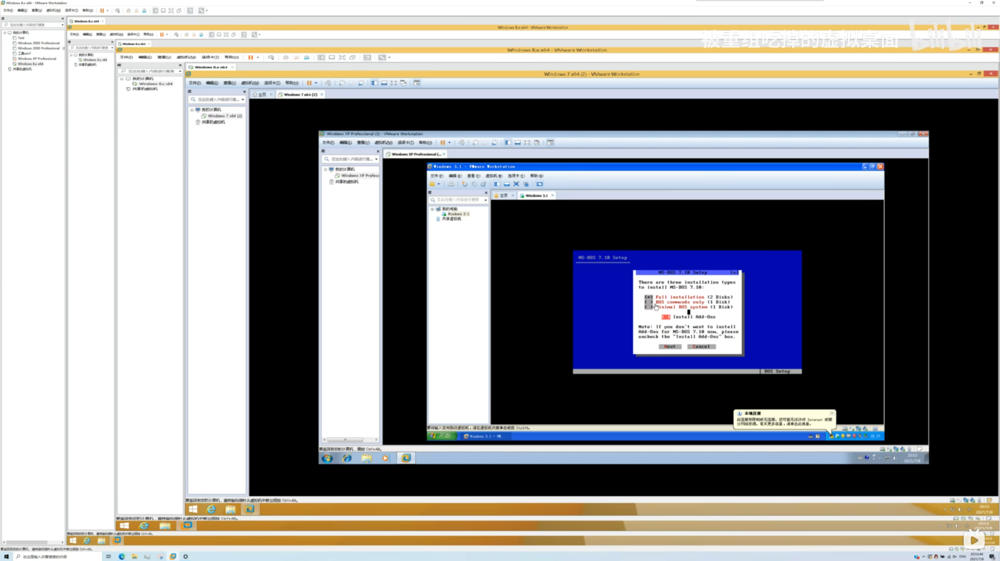 Windows 8.x x64 - VMware Workstation
文件(F) 编辑(E) 查看(V) 虚拟机(M) 选项卡(T) 帮助(H)
库
在此处键入内容进行搜索
我的计算机
Test
Windows 2000 Professional
Windows 2000 Professional
工具win7
Windows XP Professional
Windows 8.x x64
共享的虚拟机
Windows 8.x x64
Windows 8.x x64 - VMware Workstation
被重组吃掉的虚拟桌面
bilibili
文件(F) 编辑(E) 查看(V) 虚拟机(M) 选项卡(T) 帮助(H)
库
在此处键入内容进行搜索
我的计算机
Windows 8.x x64
共享的虚拟机
Windows 8.x x64
Windows 8.x x64 - VMware Workstation
文件(F) 编辑(E) 查看(V) 虚拟机(M) 选项卡(T) 帮助(H)
库
在此处键入内容进行搜索
我的计算机
Windows 8.x x64
共享的虚拟机
Windows 8.x x64
Windows 7 x64 (2) - VMware Workstation
文件(F) 编辑(E) 查看(V) 虚拟机(M) 选项卡(T) 帮助(H)
库
在此处键入内容进行搜...
我的计算机
Windows 7 x64 (2)
共享的虚拟机
主页 Windows 7 x64 (2)
Windows XP Professional (3) - VMware Workstation
文件(F) 编辑(E) 查看(V) 虚拟机(M) 选项卡(T) 帮助(H)
库
在此处键入内容进行搜...
我的计算机
Windows XP Profess
共享的虚拟机
Windows XP Professional (...
Windows 3.1 - VMware Workstation
文件(F) 编辑(E) 查看(V) 虚拟机(M) 选项卡(T) 帮助(H)
库
在此处键入内容进行搜索
我的电脑
Windows 3.1
共享虚拟机
主页 Windows 3.1
MS-DOS 7.10 Setup
MS-DOS 7.10 Setup [x]
There are three installation types
to install MS-DOS 7.10:
(•) Full installation (2 Disks)
( ) DOS commands only (1 Disk)
( ) Minimal DOS system (1 Disk)
[ ] Install Add-Ons
Note: If you don't want to install
Add-Ons for MS-DOS 7.10 now, please
uncheck the "Install Add-Ons" box.
Next Cancel
DOS Setup
本地连接
此连接受限制或无连接。您可能无法访问 Internet 或部
分网络资源。有关更多信息，请单击此消息。
要将输入定向到该虚拟机，请在虚拟机内部单击或按 Ctrl+G。
开始 Windows 3.1 - VM... 22:17
要返回到您的计算机，请按 Ctrl+Alt。
20:53
2021/7/8
要返回到您的计算机，请将鼠标指针从虚拟机中移出或按 Ctrl+Alt。
20:53
2021/7/8
要返回到您的计算机，请将鼠标指针从虚拟机中移出或按 Ctrl+Alt。
20:53
2021/7/8
要返回到您的计算机，请将鼠标指针从虚拟机中移出或按 Ctrl+Alt。
要返回到您的计算机，请将鼠标指针从虚拟机中移出或按 Ctrl+Alt。
在这里输入你要搜索的内容
ENG
20:53:49
2021/7/8